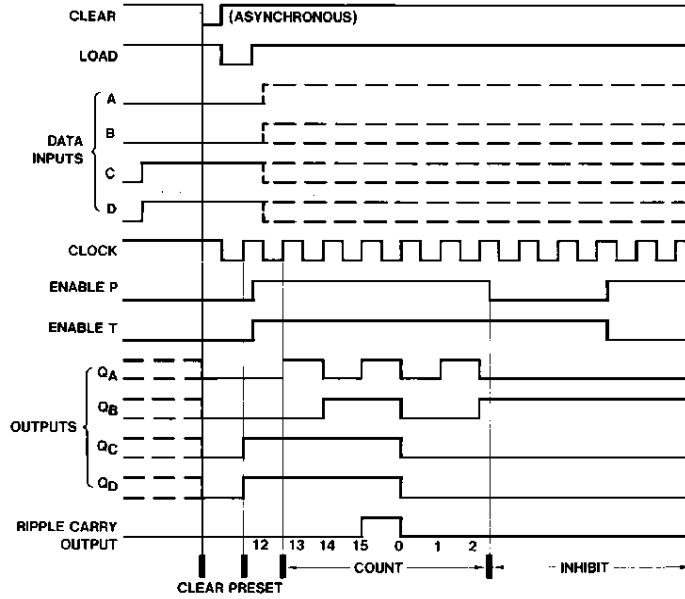 CLEAR
(ASYNCHRONOUS)
LOAD
A
B
DATA
INPUTS
C
D
CLOCK
ENABLE P
ENABLE T
QA
QB
OUTPUTS
QC
QD
RIPPLE CARRY
OUTPUT
12 13 14 15 0 1 2
COUNT
INHIBIT
CLEAR PRESET